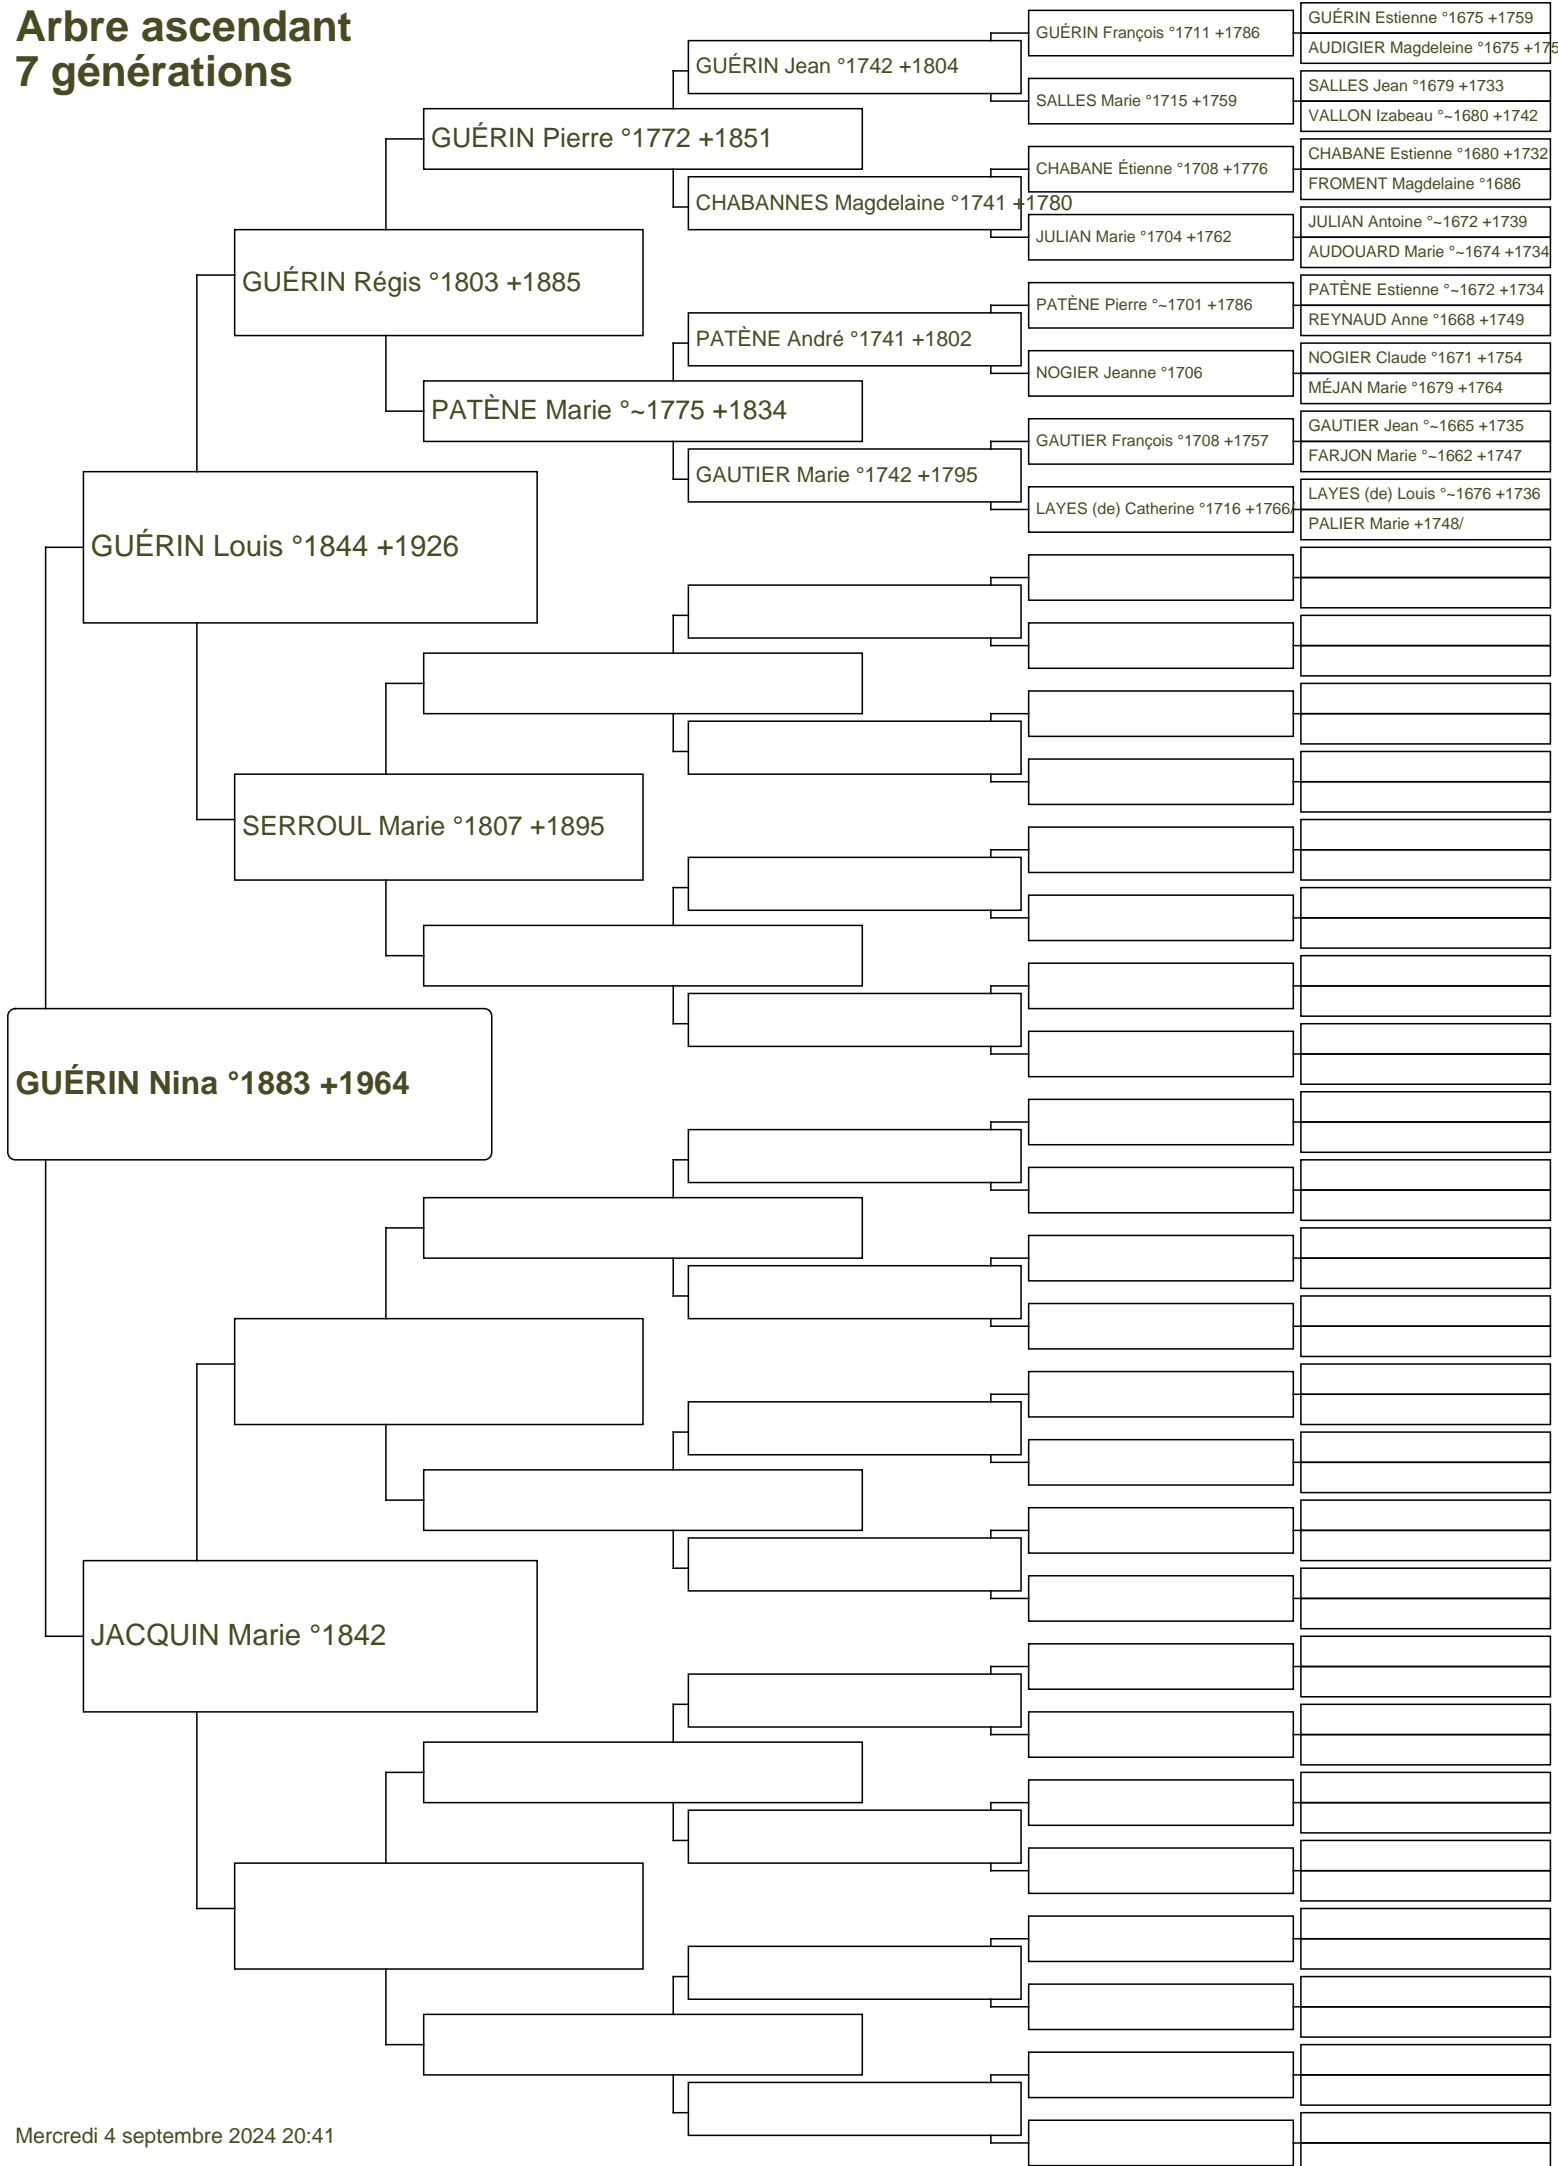 Arbre ascendant
7 générations
GUÉRIN François °1711 +1786
GUÉRIN Estienne °1675 +1759
AUDIGIER Magdeleine °1675
GUÉRIN Jean °1742 +1804
SALLES Marie °1715 +1759
SALLES Jean °1679 +1733
VALLON Izabeau °~1680 +1742
GUÉRIN Pierre °1772 +1851
CHABANE Étienne °1708 +1776
CHABANE Estienne °1680 +1732
FROMENT Magdelaine °1686
CHABANNES Magdelaine °1741 +1780
JULIAN Marie °1704 +1762
JULIAN Antoine °~1672 +1739
AUDOUARD Marie °~1674 +1734
GUÉRIN Régis °1803 +1885
PATÈNE Pierre °~1701 +1786
PATÈNE Estienne °~1672 +1734
REYNAUD Anne °1668 +1749
PATÈNE André °1741 +1802
NOGIER Jeanne °1706
NOGIER Claude °1671 +1754
MÉJAN Marie °1679 +1764
PATÈNE Marie °~1775 +1834
GAUTIER François °1708 +1757
GAUTIER Jean °~1665 +1735
FARJON Marie °~1662 +1747
GAUTIER Marie °1742 +1795
LAYES (de) Catherine °1716 +1766/
LAYES (de) Louis °~1676 +1736
PALIER Marie +1748/
GUÉRIN Louis °1844 +1926
SERROUL Marie °1807 +1895
GUÉRIN Nina °1883 +1964
JACQUIN Marie °1842
Mercredi 4 septembre 2024 20:41